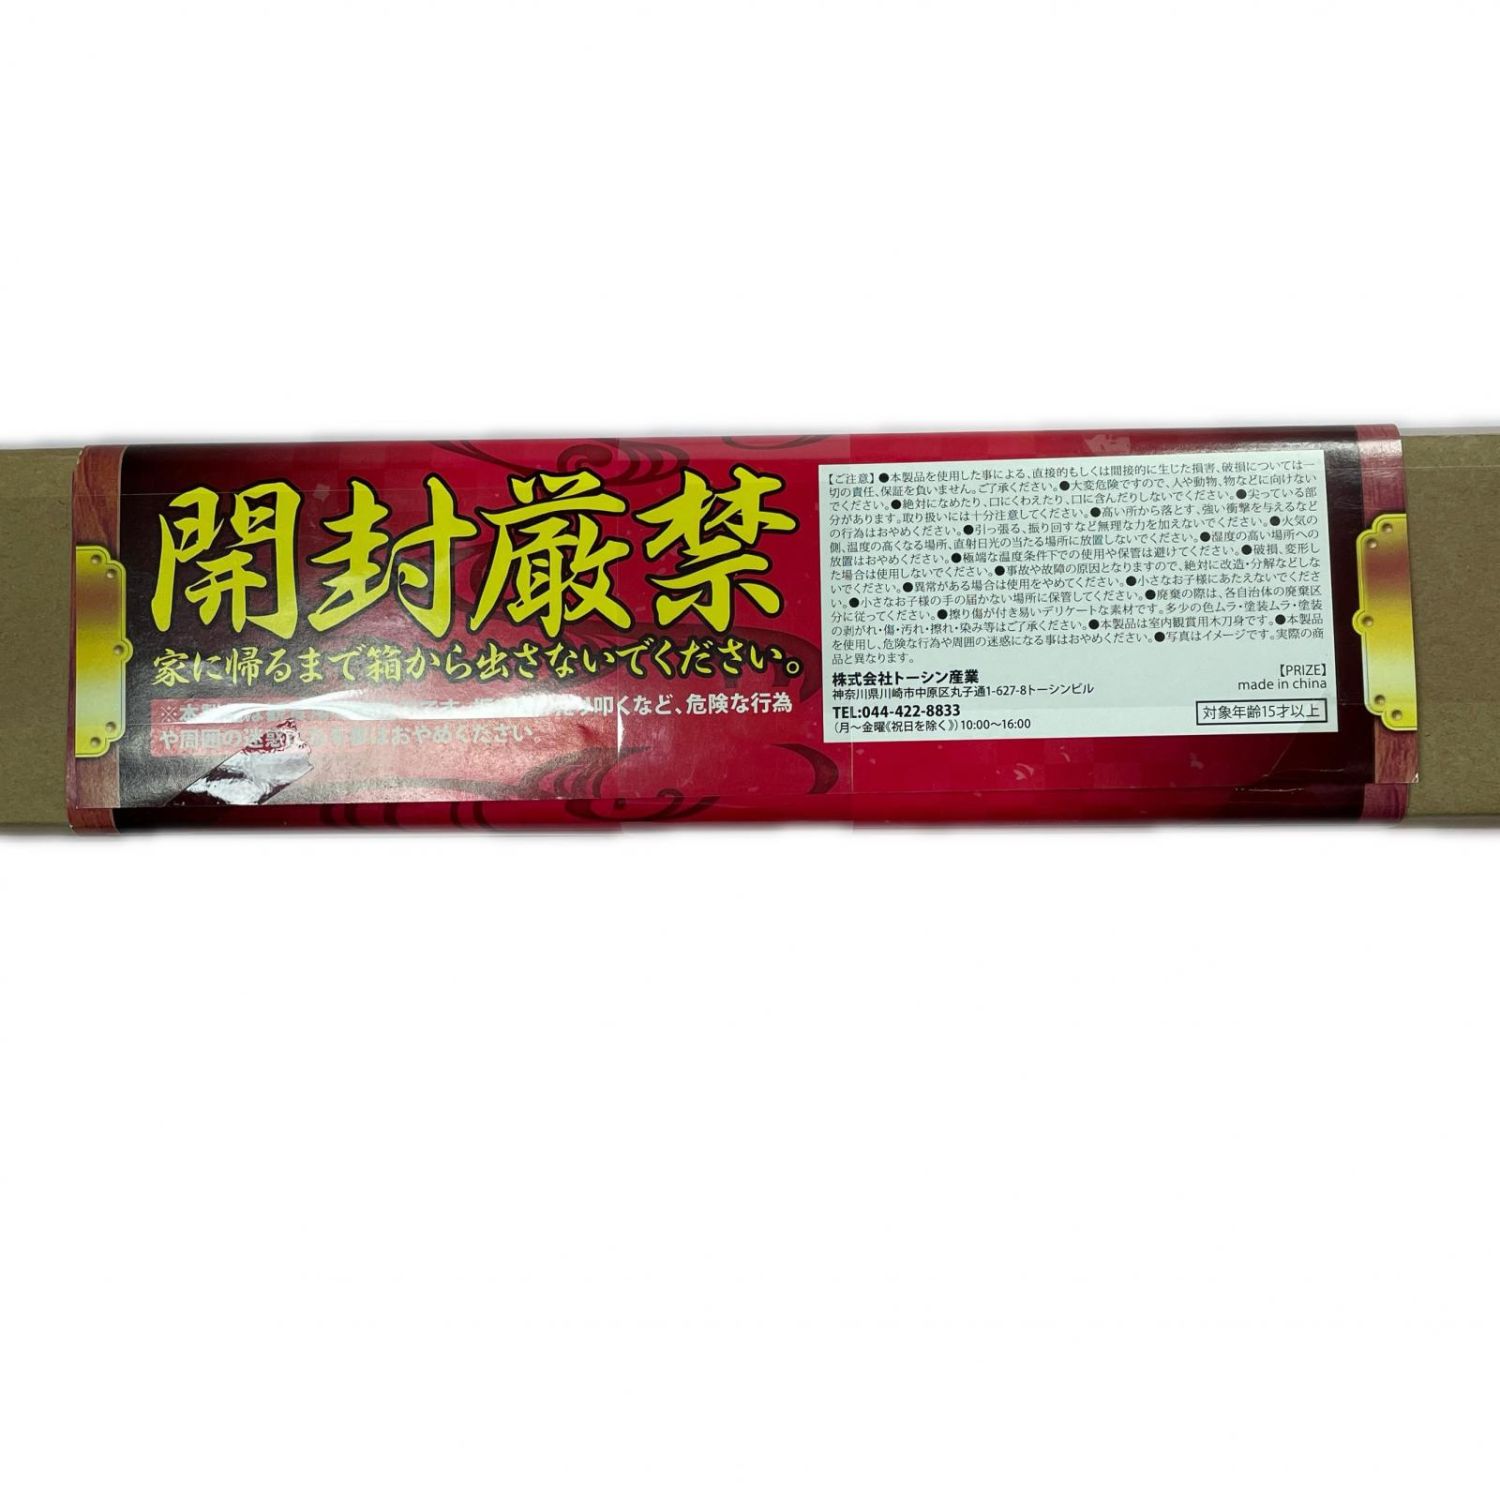 開封厳禁
家に帰るまで箱から出さないでください。
叩くなど、危険な行為
や周囲の迷惑 はおやめください
【ご注意】●本製品を使用した事による、直接的もしくは間接的に生じた損害、破損については一
切の責任、保証を負いません。ご了承ください。●大変危険ですので、人や動物、物などに向けない
でください。●絶対になめたり、口にくわえたり、口に含んだりしないでください。●尖っている部
分があります。取り扱いには十分注意してください。●高い所から落とす、強い衝撃を与えるなど
の行為はおやめください。●引っ張る、振り回すなど無理な力を加えないでください。●火気の
側、温度の高くなる場所、直射日光の当たる場所に放置しないでください。●湿度の高い場所への
放置はおやめください。●極端な温度条件下での使用や保管は避けてください。●破損、変形し
た場合は使用しないでください。●事故や故障の原因となりますので、絶対に改造・分解などしな
いでください。●異常がある場合は使用をやめてください。●小さなお子様にあたえないでくださ
い。●小さなお子様の手の届かない場所に保管してください。●廃棄の際は、各自治体の廃棄区
分に従ってください。●擦り傷が付き易いデリケートな素材です。多少の色ムラ・塗装ムラ・塗装
の剥がれ・傷・汚れ・擦れ・染み等はご了承ください。●本製品は室内観賞用木刀身です。●本製品
を使用し、危険な行為や周囲の迷惑になる事はおやめください。●写真はイメージです。実際の商
品と異なります。
株式会社トーシン産業
神奈川県川崎市中原区丸子通1-627-8トーシンビル
TEL:044-422-8833
(月～金曜《祝日を除く》)10:00～16:00
【PRIZE】
made in china
対象年齢15才以上